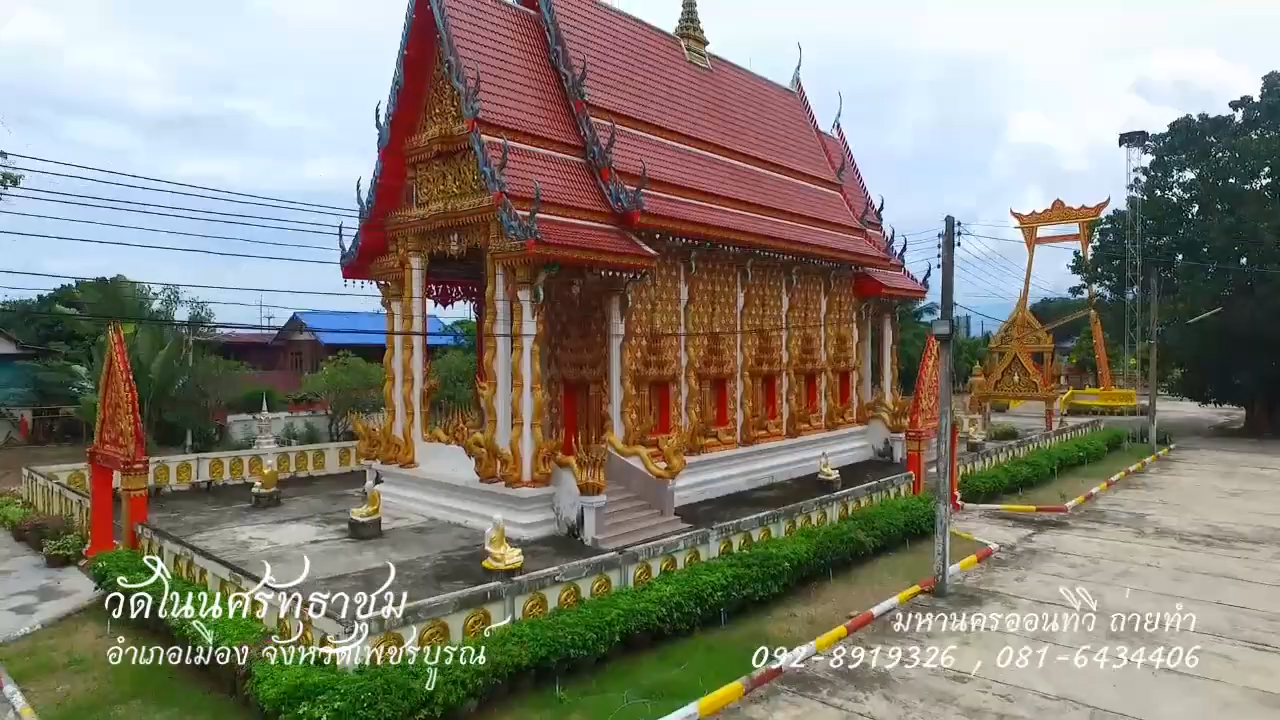 วัดโนนศรัทธาชุม
อำเภอเมือง จังหวัดเพชรบูรณ์
มหานครออนทีวี ถ่ายทำ
092-8919326 , 081-6434406